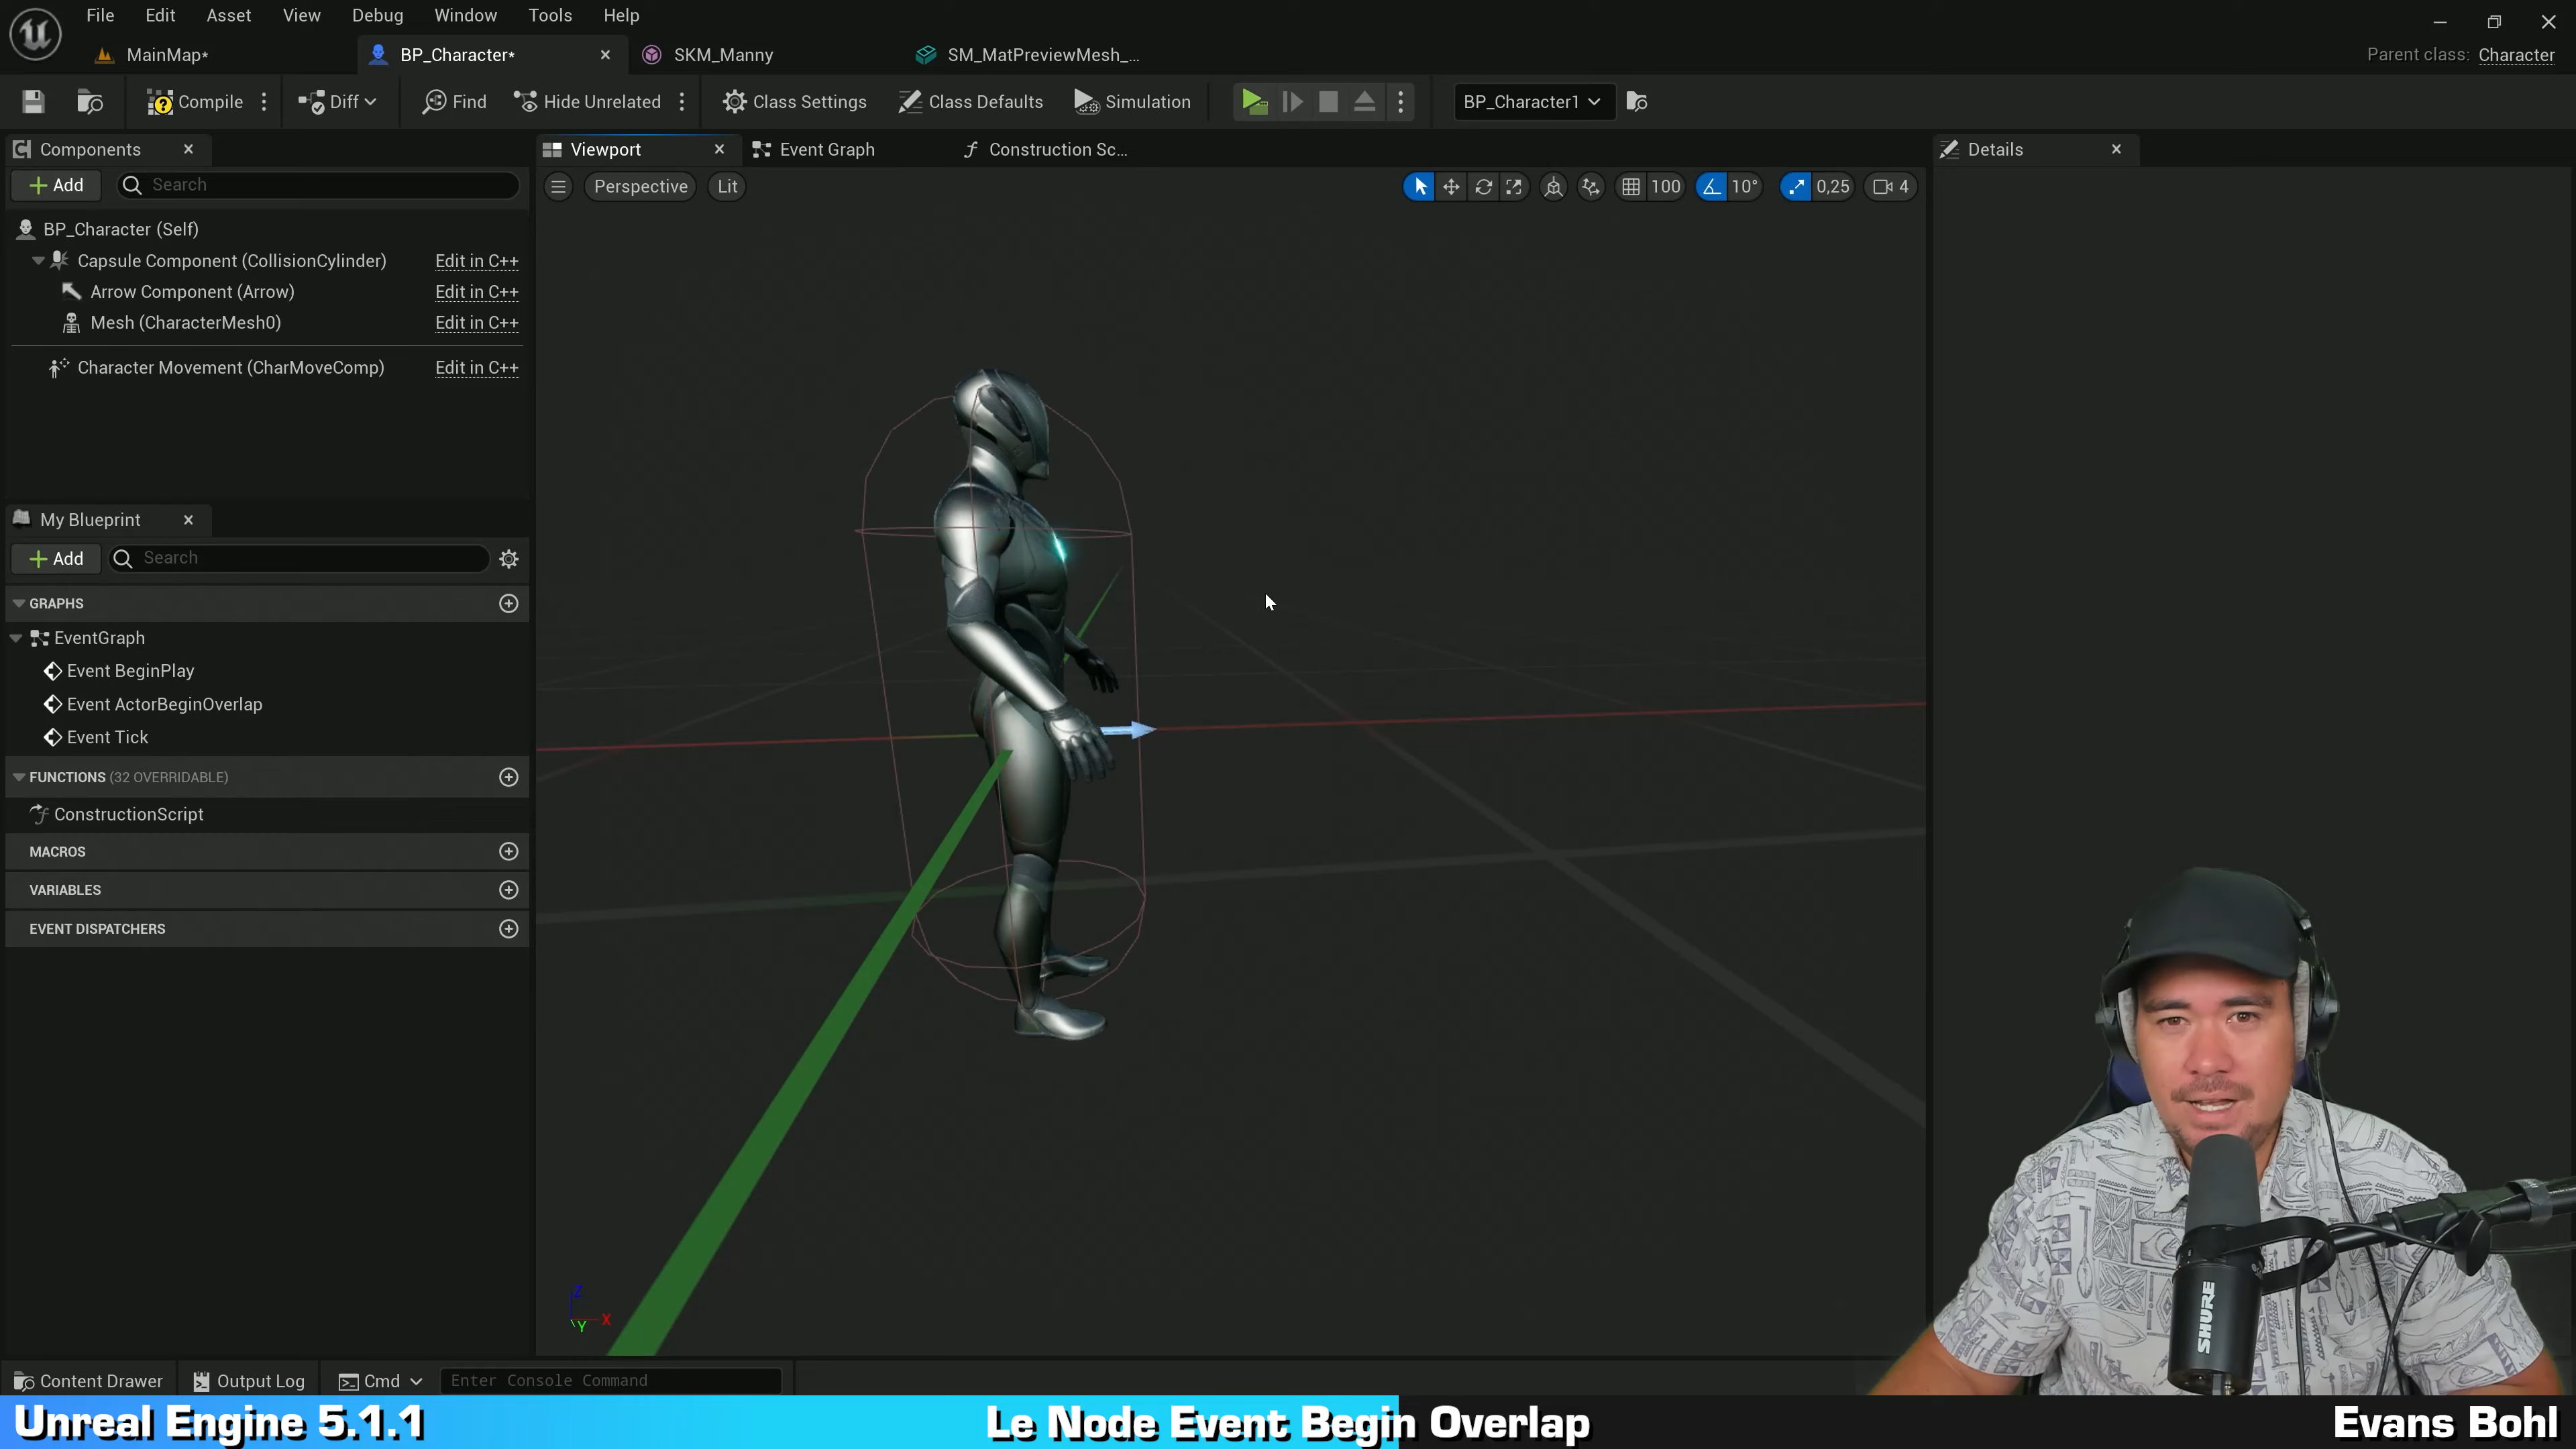 File Edit Asset View Debug Window Tools Help
MainMap* BP_Character* SKM_Manny SM_MatPreviewMesh_... Parent class: Character
Compile Diff Find Hide Unrelated Class Settings Class Defaults Simulation BP_Character1
Components Viewport Event Graph Construction Sc... Details
Add Search Perspective Lit 100 10° 0,25 4
BP_Character (Self)
Capsule Component (CollisionCylinder) Edit in C++
Arrow Component (Arrow) Edit in C++
Mesh (CharacterMesh0) Edit in C++
Character Movement (CharMoveComp) Edit in C++
My Blueprint
Add Search
GRAPHS
EventGraph
Event BeginPlay
Event ActorBeginOverlap
Event Tick
FUNCTIONS (32 OVERRIDABLE)
ConstructionScript
MACROS
VARIABLES
EVENT DISPATCHERS
Z
X
Y
SHURE
Content Drawer Output Log Cmd Enter Console Command
Unreal Engine 5.1.1 Le Node Event Begin Overlap Evans Bohl